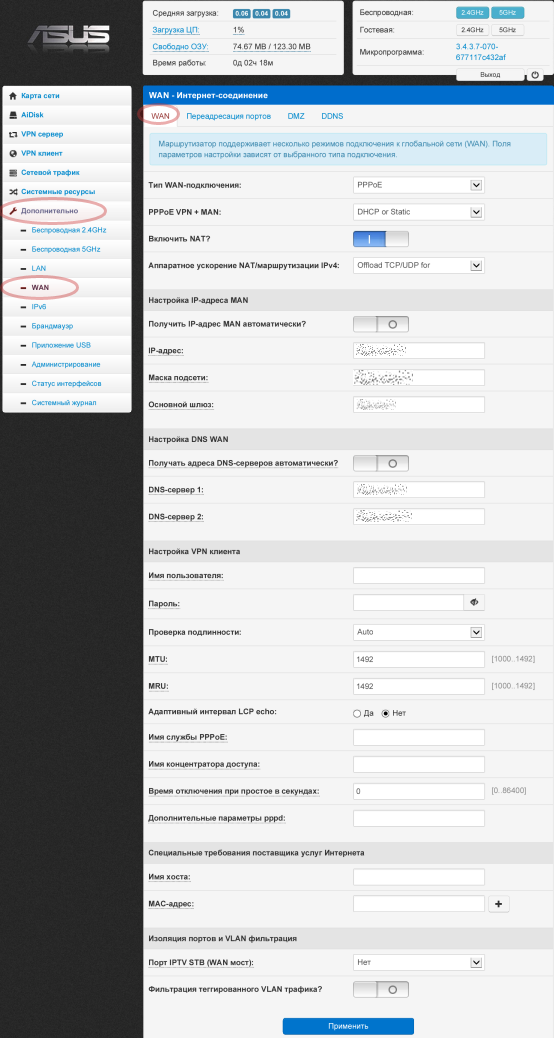 ASUS
Средняя загрузка: 0.06 0.04 0.04
Загрузка ЦП: 1%
Свободно ОЗУ: 74.67 MB / 123.30 MB
Время работы: 0д 02ч 18м
Беспроводная: 2.4GHz 5GHz
Гостевая: 2.4GHz 5GHz
Микропрограмма: 3.4.3.7-070-
677117c432af
Выход
Карта сети
AiDisk
VPN сервер
VPN клиент
Сетевой трафик
Системные ресурсы
Дополнительно
Беспроводная 2.4GHz
Беспроводная 5GHz
LAN
WAN
IPv6
Брандмауэр
Приложение USB
Администрирование
Статус интерфейсов
Системный журнал
WAN - Интернет-соединение
WAN Переадресация портов DMZ DDNS
Маршрутизатор поддерживает несколько режимов подключения к глобальной сети (WAN). Поля
параметров настройки зависят от выбранного типа подключения.
Тип WAN-подключения: PPPoE
PPPoE VPN + MAN: DHCP or Static
Включить NAT?
Аппаратное ускорение NAT/маршрутизации IPv4: Offload TCP/UDP for
Настройка IP-адреса MAN
Получить IP-адрес MAN автоматически?
IP-адрес:
Маска подсети:
Основной шлюз:
Настройка DNS WAN
Получать адреса DNS-серверов автоматически?
DNS-сервер 1:
DNS-сервер 2:
Настройка VPN клиента
Имя пользователя:
Пароль:
Проверка подлинности: Auto
MTU: 1492 [1000..1492]
MRU: 1492 [1000..1492]
Адаптивный интервал LCP echo: Да Нет
Имя службы PPPoE:
Имя концентратора доступа:
Время отключения при простое в секундах: 0 [0..86400]
Дополнительные параметры pppd:
Специальные требования поставщика услуг Интернета
Имя хоста:
MAC-адрес:
Изоляция портов и VLAN фильтрация
Порт IPTV STB (WAN мост): Нет
Фильтрация теггированного VLAN трафика?
Применить